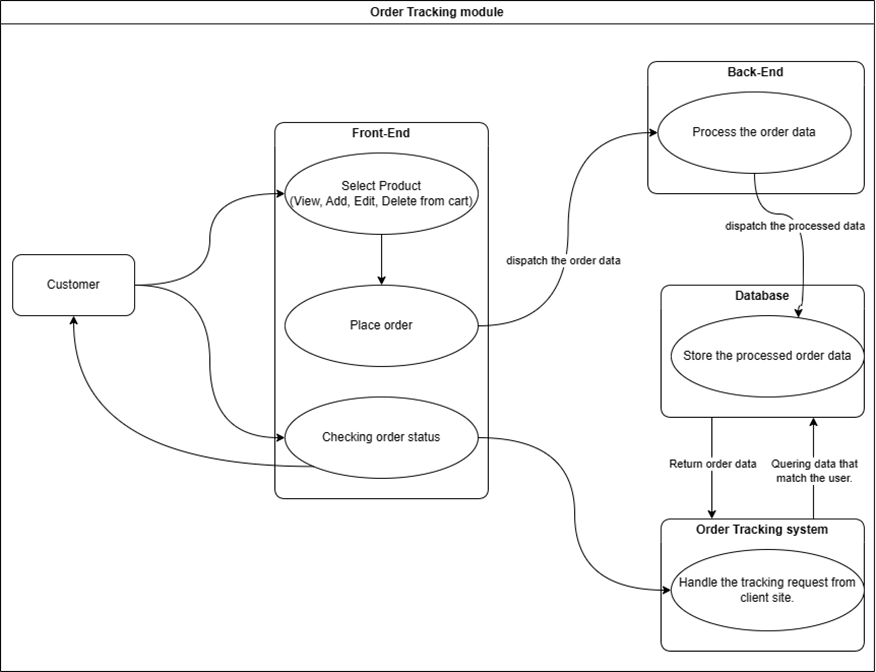 Order Tracking module
Back-End
Process the order data
Front-End
Select Product
(View, Add, Edit, Delete from cart)
dispatch the processed data
dispatch the order data
Customer
Database
Place order
Store the processed order data
Checking order status
Return order data
Quering data that
match the user.
Order Tracking system
Handle the tracking request from
client site.